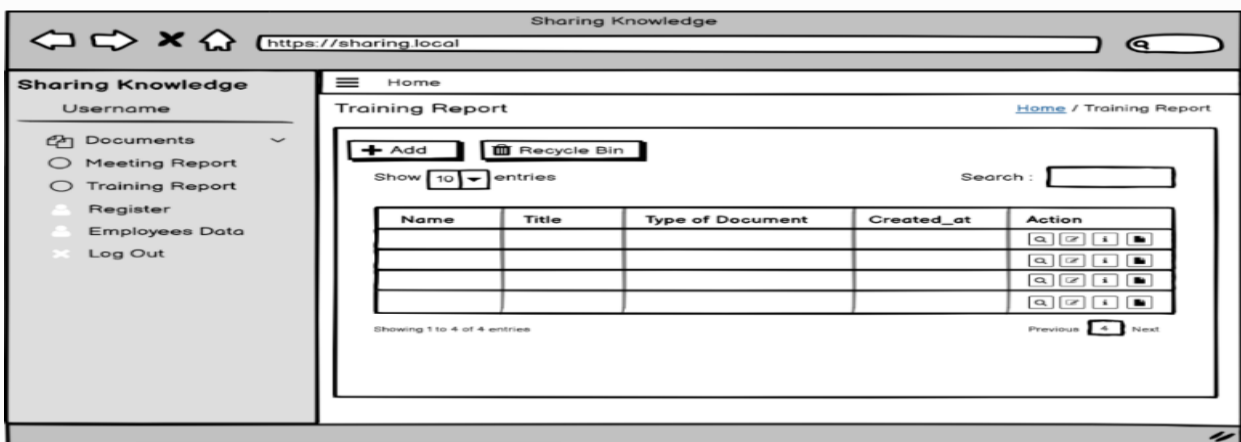 Sharing Knowledge
https://sharing.local
Sharing Knowledge
Username
Documents
Meeting Report
Training Report
Register
Employees Data
Log Out
Home
Training Report
Home / Training Report
Add
Recycle Bin
Show 10 entries
Search :
Name Title Type of Document Created_at Action
Showing 1 to 4 of 4 entries
Previous 4 Next